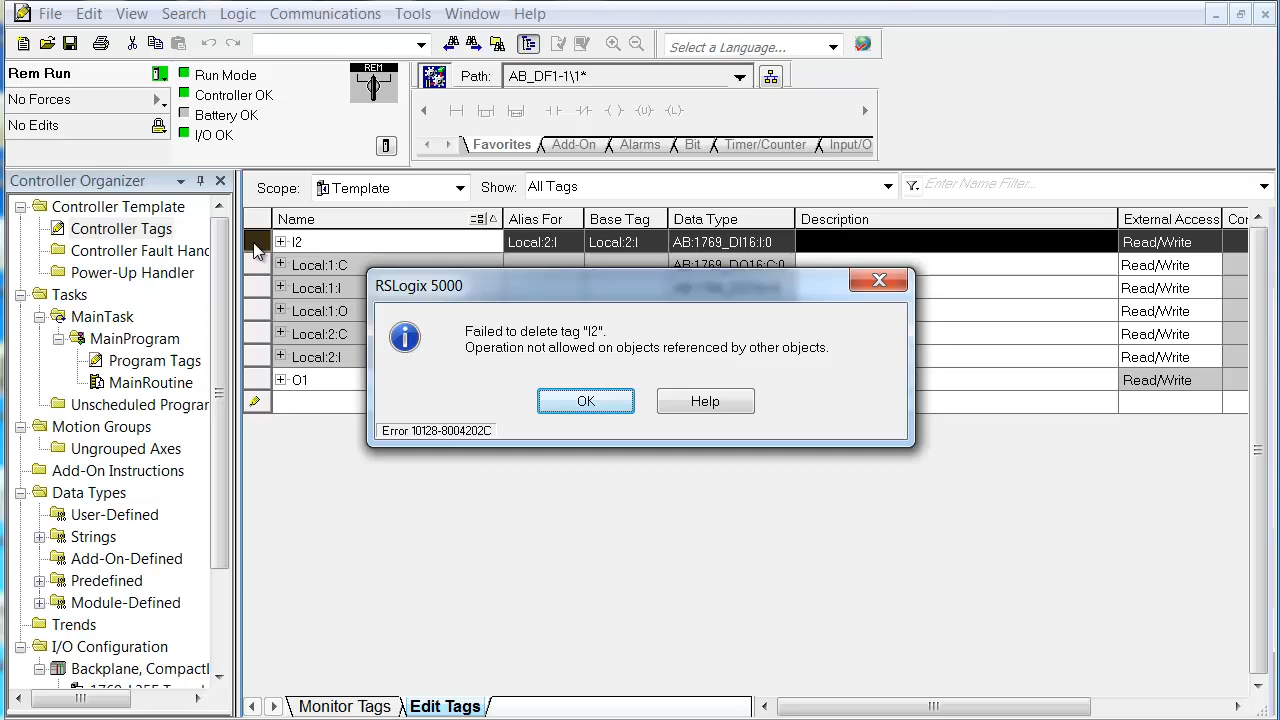 File Edit View Search Logic Communications Tools Window Help
Select a Language...
Rem Run
No Forces
No Edits
Run Mode
Controller OK
Battery OK
I/O OK
REM
Path: AB_DF1-1\1*
Favorites Add-On Alarms Bit Timer/Counter Input/O
Controller Organizer
Controller Template
Controller Tags
Controller Fault Hand
Power-Up Handler
Tasks
MainTask
MainProgram
Program Tags
MainRoutine
Unscheduled Progran
Motion Groups
Ungrouped Axes
Add-On Instructions
Data Types
User-Defined
Strings
Add-On-Defined
Predefined
Module-Defined
Trends
I/O Configuration
Backplane, CompactL
Scope: Template Show: All Tags Enter Name Filter...
Name Alias For Base Tag Data Type Description External Access Con
I2 Local:2:I Local:2:I AB:1769_DI16:I:0 Read/Write
Local:1:C AB:1769_DO16:C:0 Read/Write
Local:1:I Read/Write
Local:1:O Read/Write
Local:2:C Read/Write
Local:2:I Read/Write
O1 Read/Write
RSLogix 5000
Failed to delete tag "I2".
Operation not allowed on objects referenced by other objects.
OK Help
Error 10128-8004202C
Monitor Tags Edit Tags